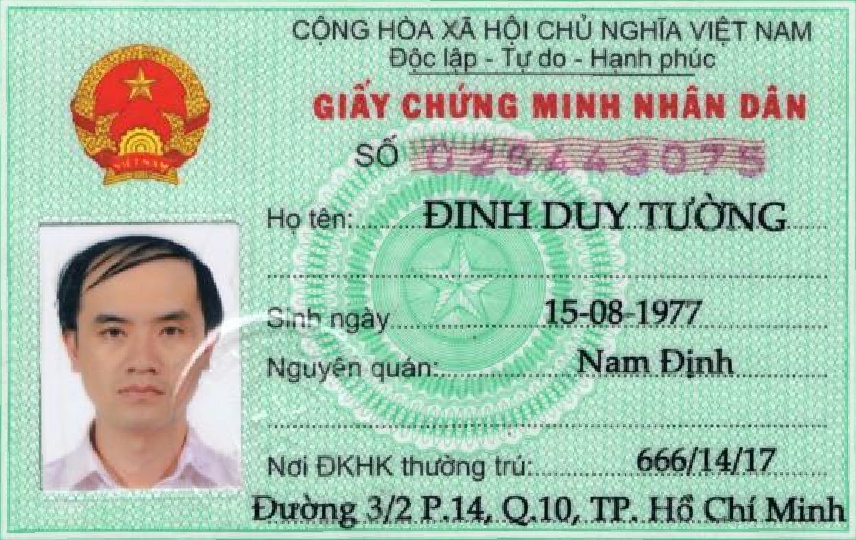 CỘNG HÒA XÃ HỘI CHỦ NGHĨA VIỆT NAM
Độc lập - Tự do - Hạnh phúc
GIẤY CHỨNG MINH NHÂN DÂN
VIỆT NAM
SỐ 025443075
Họ tên: ĐINH DUY TƯỜNG
Sinh ngày 15-08-1977
Nguyên quán: Nam Định
Nơi ĐKHK thường trú: 666/14/17
Đường 3/2 P.14, Q.10, TP. Hồ Chí Minh